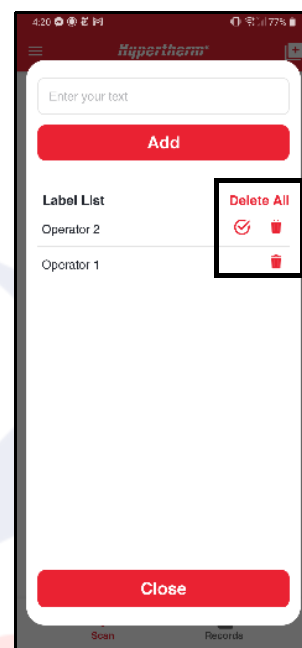 4:20 77%
Hypertherm
Enter your text
Add
Label List Delete All
Operator 2
Operator 1
Close
Scan Records